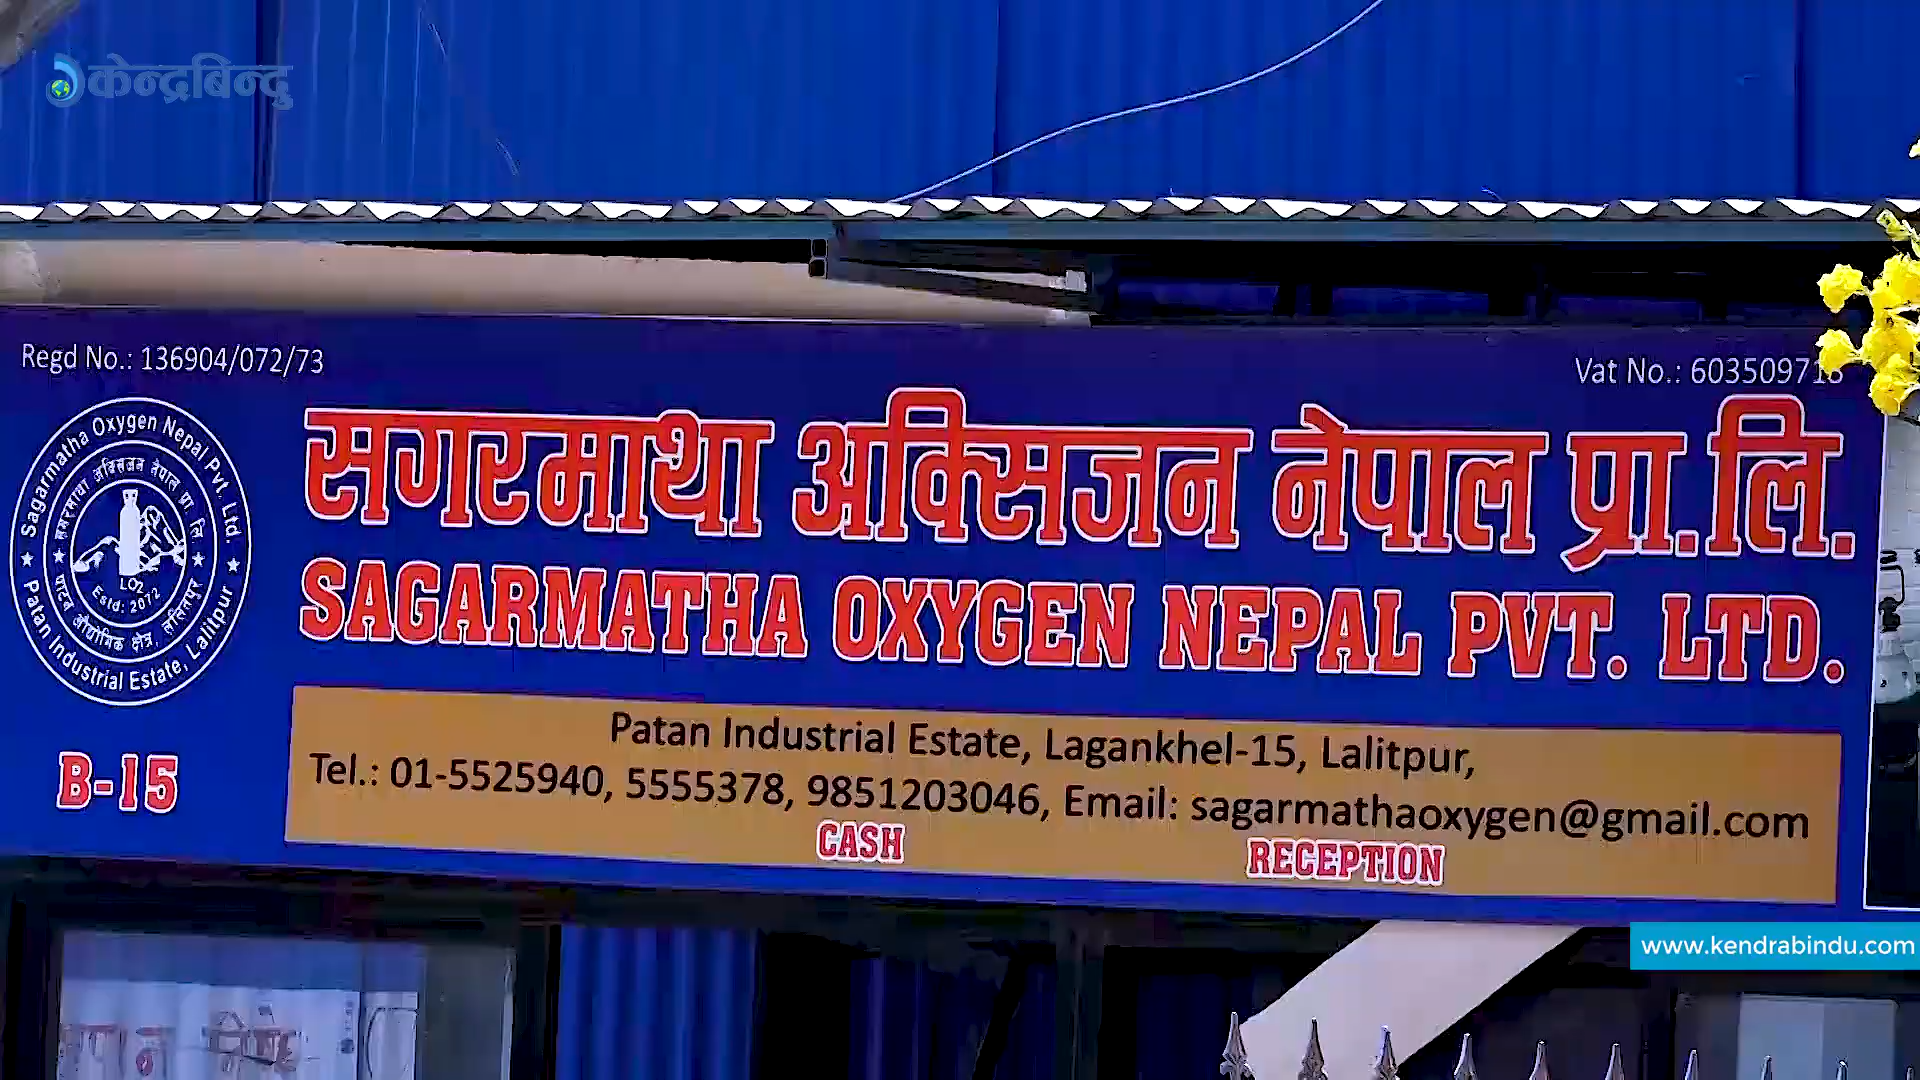 केन्द्रबिन्दु
Regd No.: 136904/072/73
Vat No.: 603509718
सगरमाथा अक्सिजन नेपाल प्रा.लि.
SAGARMATHA OXYGEN NEPAL PVT. LTD.
Sagarmatha Oxygen Nepal Pvt. Ltd.
सगरमाथा अक्सिजन नेपाल प्रा. लि
LO2
Estd: 2072
पाटन औद्योगिक क्षेत्र, ललितपुर
Patan Industrial Estate, Lalitpur
B-15
Patan Industrial Estate, Lagankhel-15, Lalitpur,
Tel.: 01-5525940, 5555378, 9851203046, Email: sagarmathaoxygen@gmail.com
CASH
RECEPTION
www.kendrabindu.com